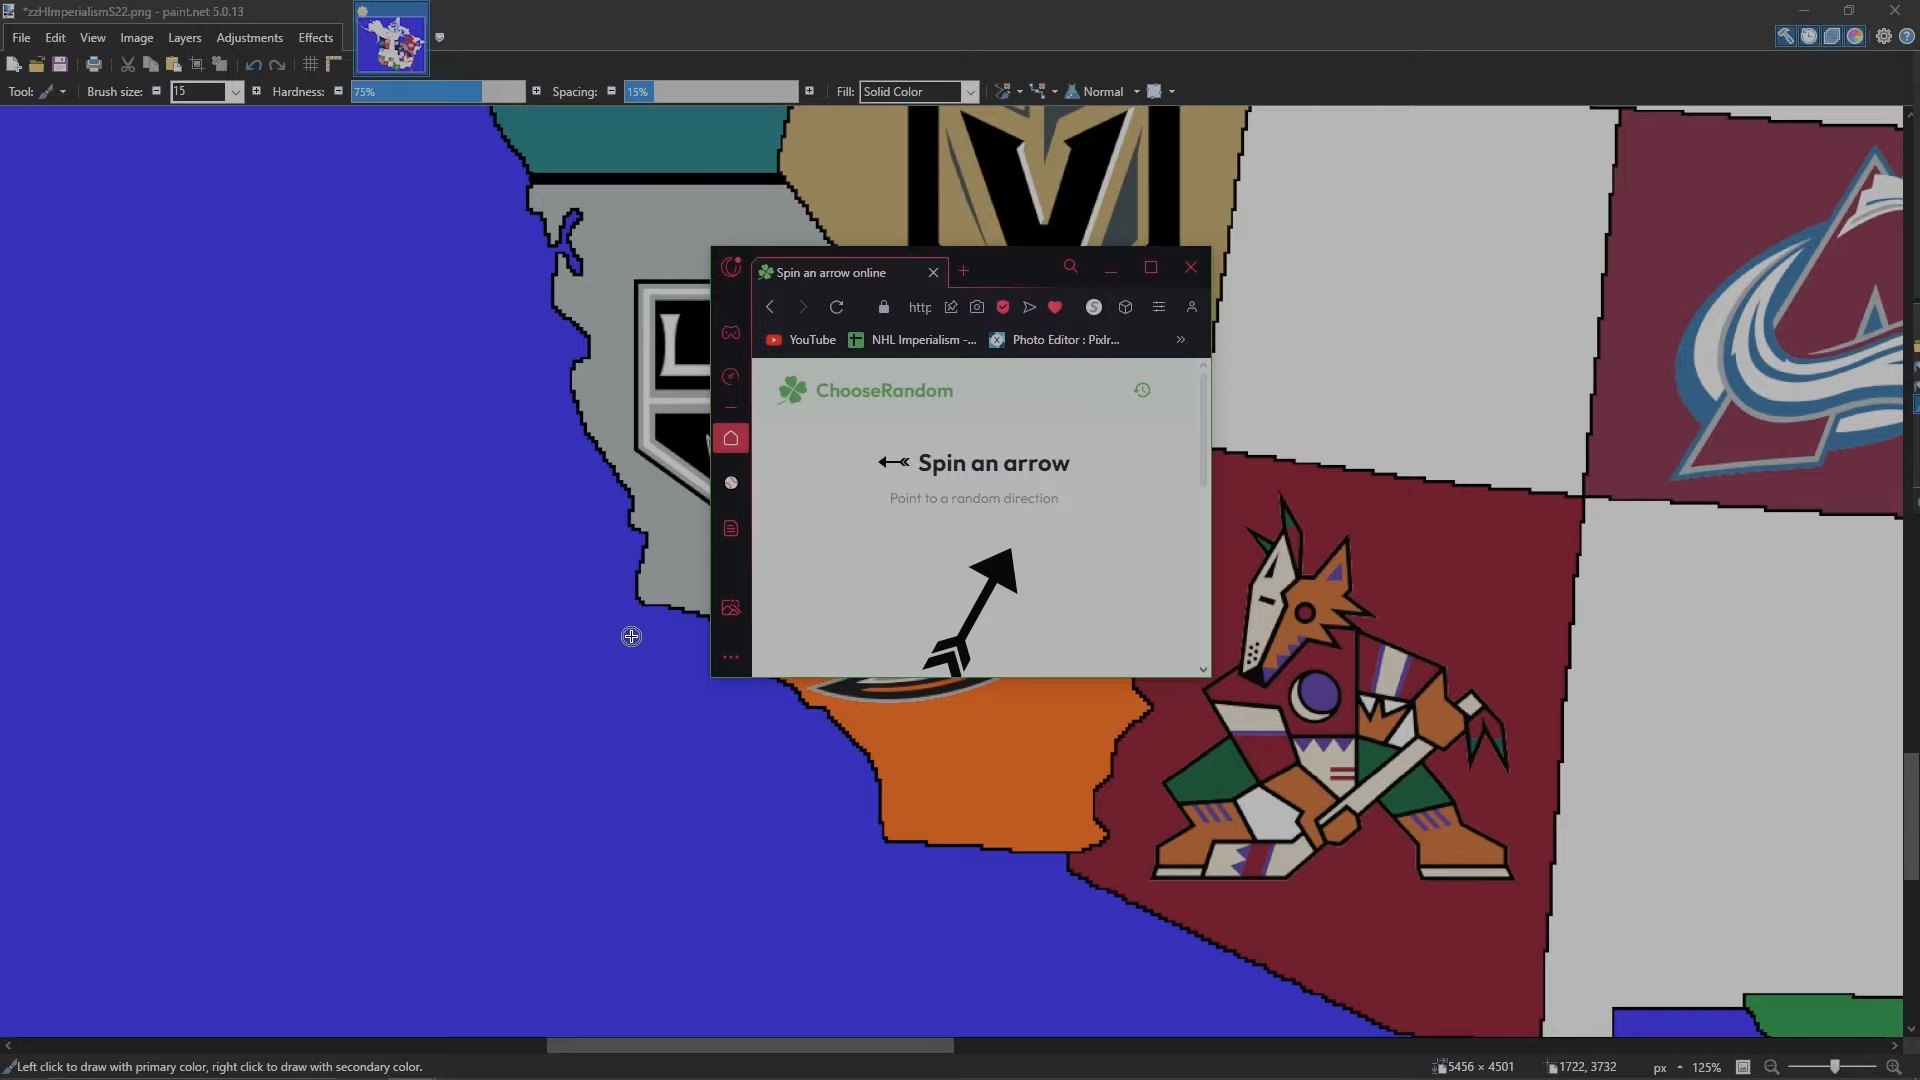 *zzHImperialismS22.png - paint.net 5.0.13
File Edit View Image Layers Adjustments Effects
Tool: Brush size: 15 Hardness: 75% Spacing: 15% Fill: Solid Color Normal
Spin an arrow online
http
YouTube NHL Imperialism -... Photo Editor : Pixlr...
ChooseRandom
Spin an arrow
Point to a random direction
L
Left click to draw with primary color, right click to draw with secondary color.
5456 × 4501 1722, 3732 px 125%